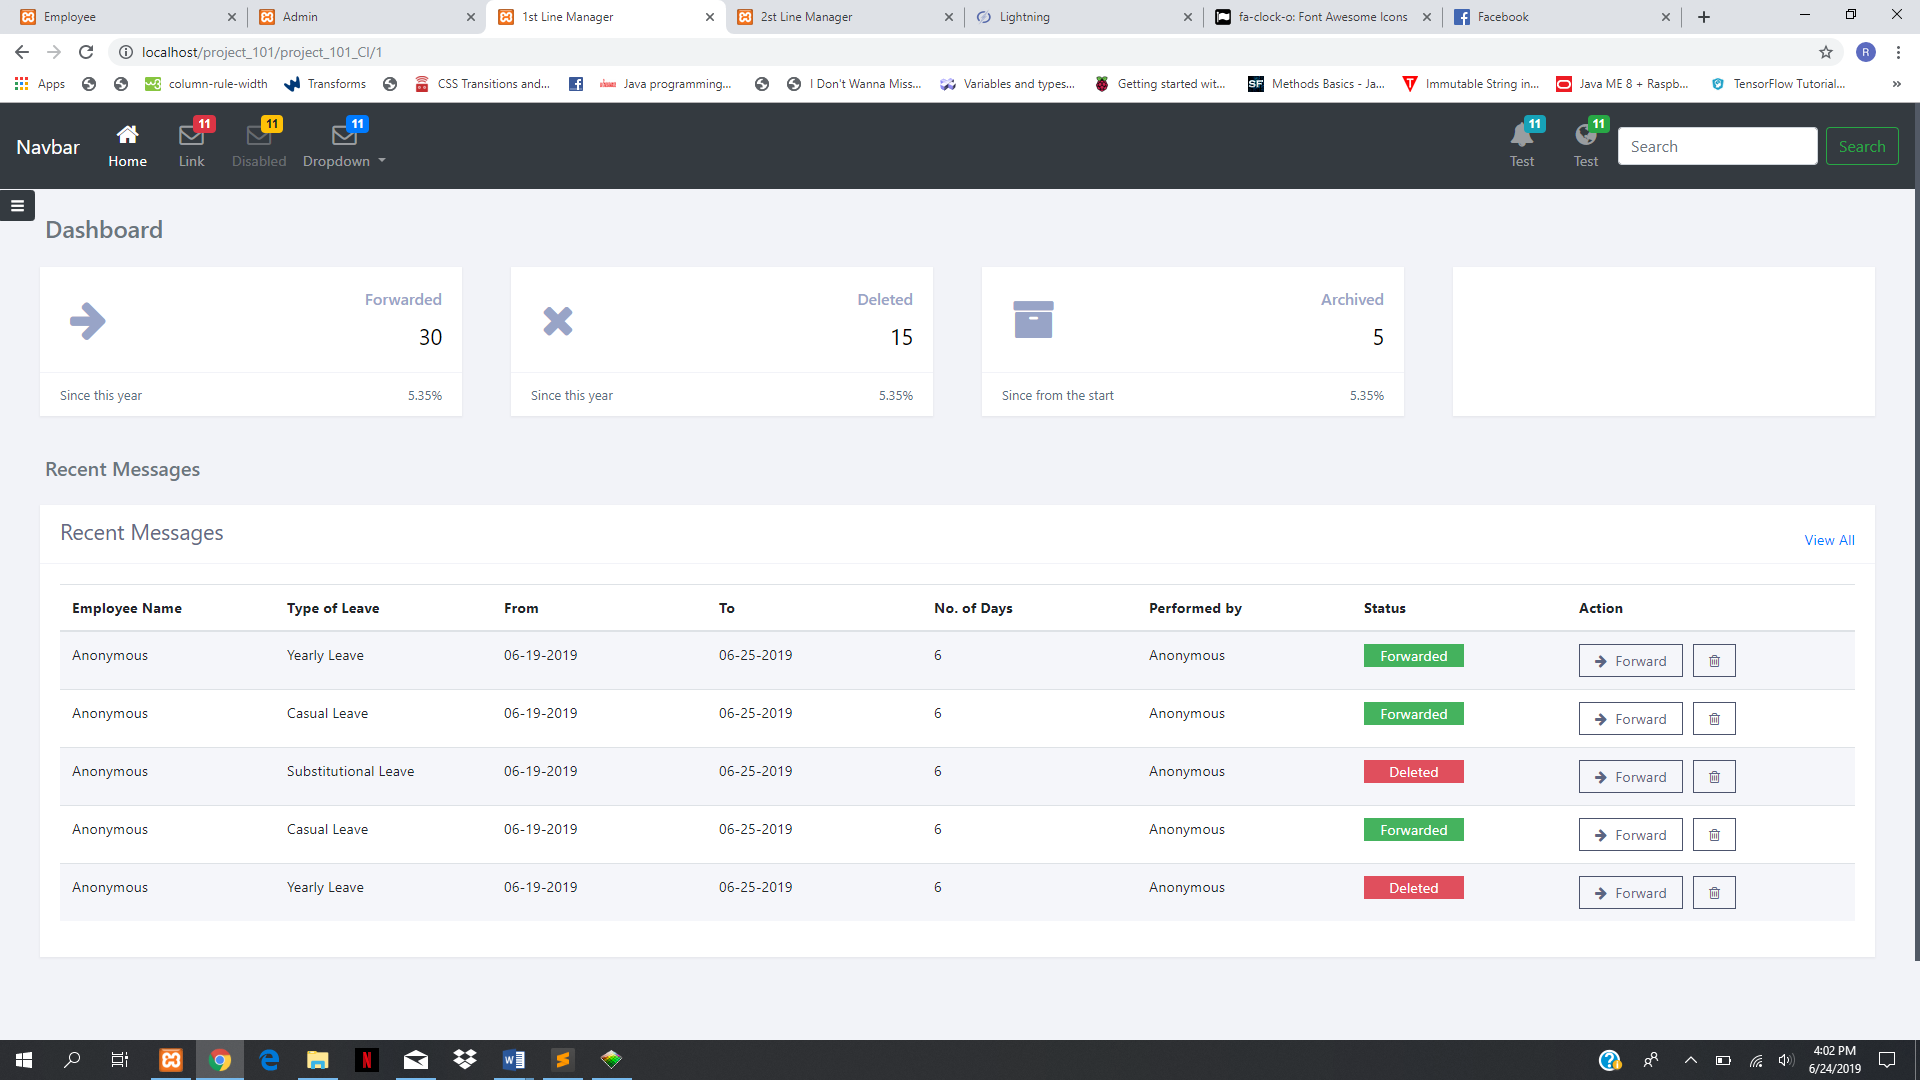 Employee
Admin
1st Line Manager
2st Line Manager
Lightning
fa-clock-o: Font Awesome Icons
Facebook
localhost/project_101/project_101_CI/1
R
Apps
column-rule-width
Transforms
CSS Transitions and...
Java programming...
I Don't Wanna Miss...
Variables and types...
Getting started wit...
Methods Basics - Ja...
Immutable String in...
Java ME 8 + Raspb...
TensorFlow Tutorial...
»
Navbar
Home
11
Link
11
Disabled
11
Dropdown
11
Test
11
Test
Search
Search
Dashboard
Forwarded
30
Since this year 5.35%
Deleted
15
Since this year 5.35%
Archived
5
Since from the start 5.35%
Recent Messages
Recent Messages
View All
Employee Name Type of Leave From To No. of Days Performed by Status Action
Anonymous Yearly Leave 06-19-2019 06-25-2019 6 Anonymous Forwarded Forward
Anonymous Casual Leave 06-19-2019 06-25-2019 6 Anonymous Forwarded Forward
Anonymous Substitutional Leave 06-19-2019 06-25-2019 6 Anonymous Deleted Forward
Anonymous Casual Leave 06-19-2019 06-25-2019 6 Anonymous Forwarded Forward
Anonymous Yearly Leave 06-19-2019 06-25-2019 6 Anonymous Deleted Forward
4:02 PM
6/24/2019